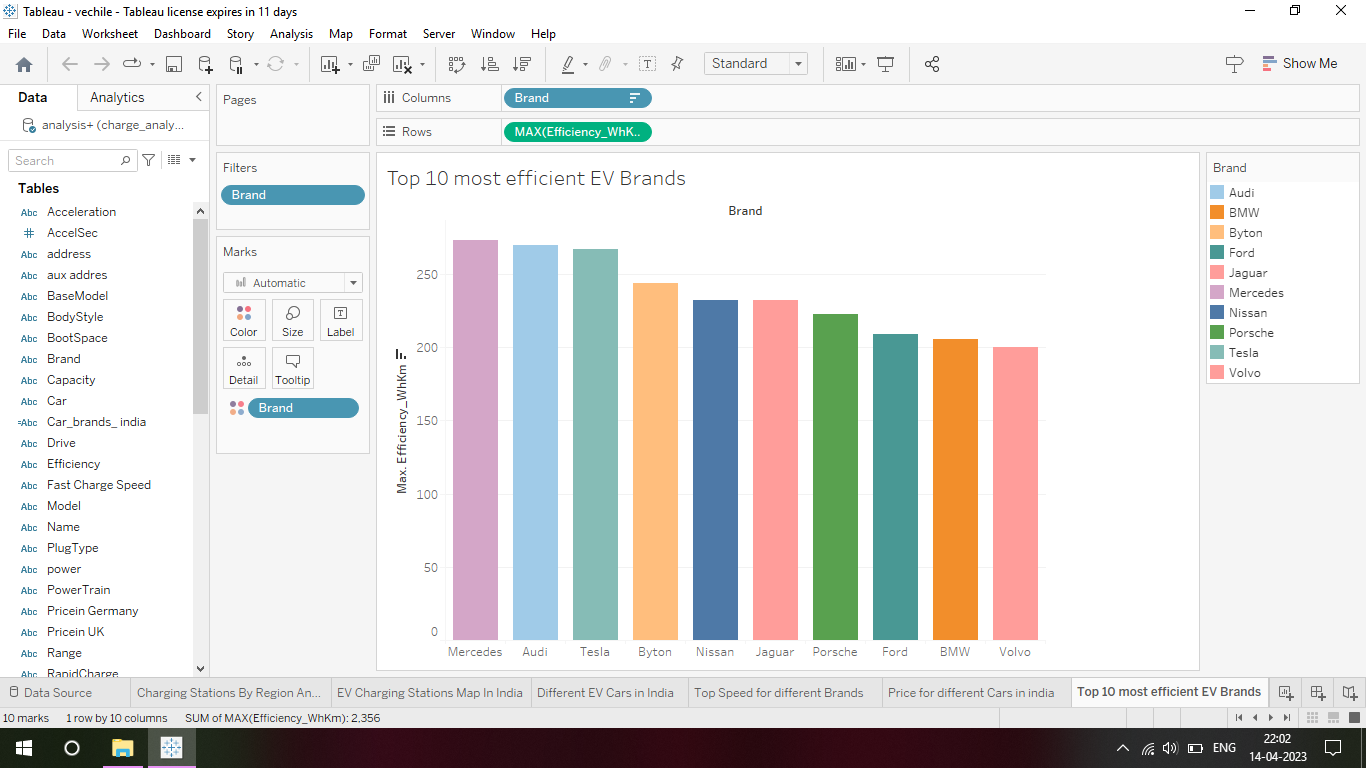 Tableau - vechile - Tableau license expires in 11 days
File Data Worksheet Dashboard Story Analysis Map Format Server Window Help
Standard
Show Me
Data Analytics
analysis+ (charge_analy...
Search
Tables
Abc Acceleration
# AccelSec
Abc address
Abc aux addres
Abc BaseModel
Abc BodyStyle
Abc BootSpace
Abc Brand
Abc Capacity
Abc Car
=Abc Car_brands_ india
Abc Drive
Abc Efficiency
Abc Fast Charge Speed
Abc Model
Abc Name
Abc PlugType
Abc power
Abc PowerTrain
Abc Pricein Germany
Abc Pricein UK
Abc Range
Abc RapidCharge
Pages
Filters
Brand
Marks
Automatic
Color Size Label
Detail Tooltip
Brand
Columns Brand
Rows MAX(Efficiency_WhK..
Top 10 most efficient EV Brands
Brand
Max. Efficiency_WhKm
250
200
150
100
50
0
Mercedes Audi Tesla Byton Nissan Jaguar Porsche Ford BMW Volvo
Brand
Audi
BMW
Byton
Ford
Jaguar
Mercedes
Nissan
Porsche
Tesla
Volvo
Data Source Charging Stations By Region An... EV Charging Stations Map In India Different EV Cars in India Top Speed for different Brands Price for different Cars in india Top 10 most efficient EV Brands
10 marks 1 row by 10 columns SUM of MAX(Efficiency_WhKm): 2,356
ENG
22:02
14-04-2023